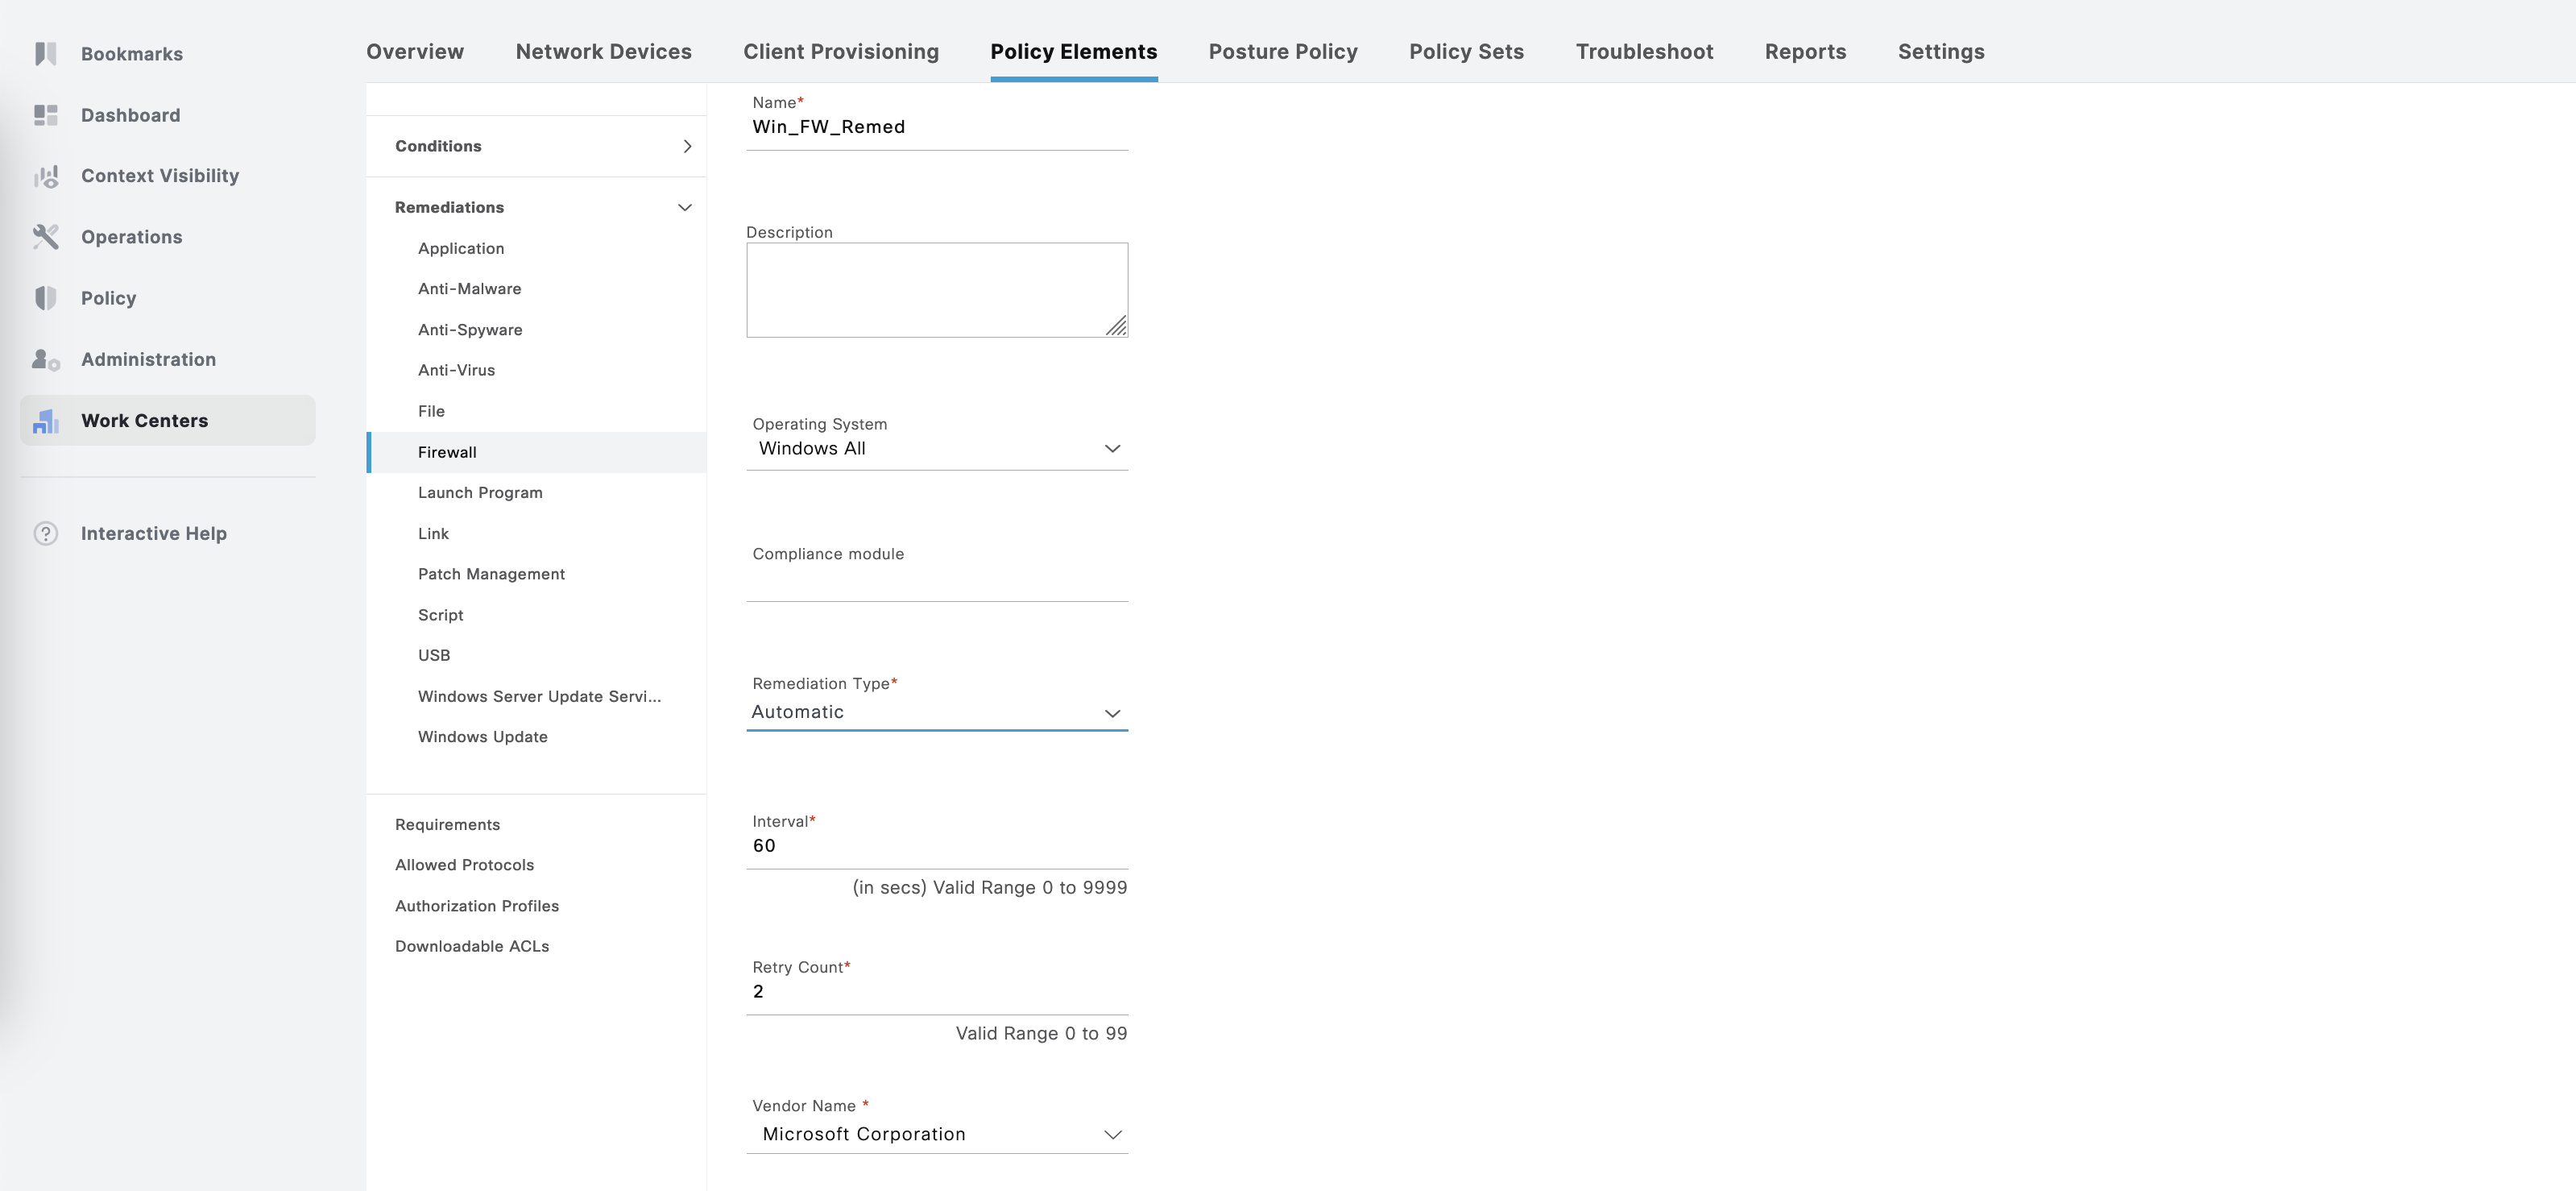 Bookmarks
Dashboard
Context Visibility
Operations
Policy
Administration
Work Centers
Interactive Help
Overview Network Devices Client Provisioning Policy Elements Posture Policy Policy Sets Troubleshoot Reports Settings
Conditions
Remediations
Application
Anti-Malware
Anti-Spyware
Anti-Virus
File
Firewall
Launch Program
Link
Patch Management
Script
USB
Windows Server Update Servi...
Windows Update
Requirements
Allowed Protocols
Authorization Profiles
Downloadable ACLs
Name*
Win_FW_Remed
Description
Operating System
Windows All
Compliance module
Remediation Type*
Automatic
Interval*
60
(in secs) Valid Range 0 to 9999
Retry Count*
2
Valid Range 0 to 99
Vendor Name *
Microsoft Corporation